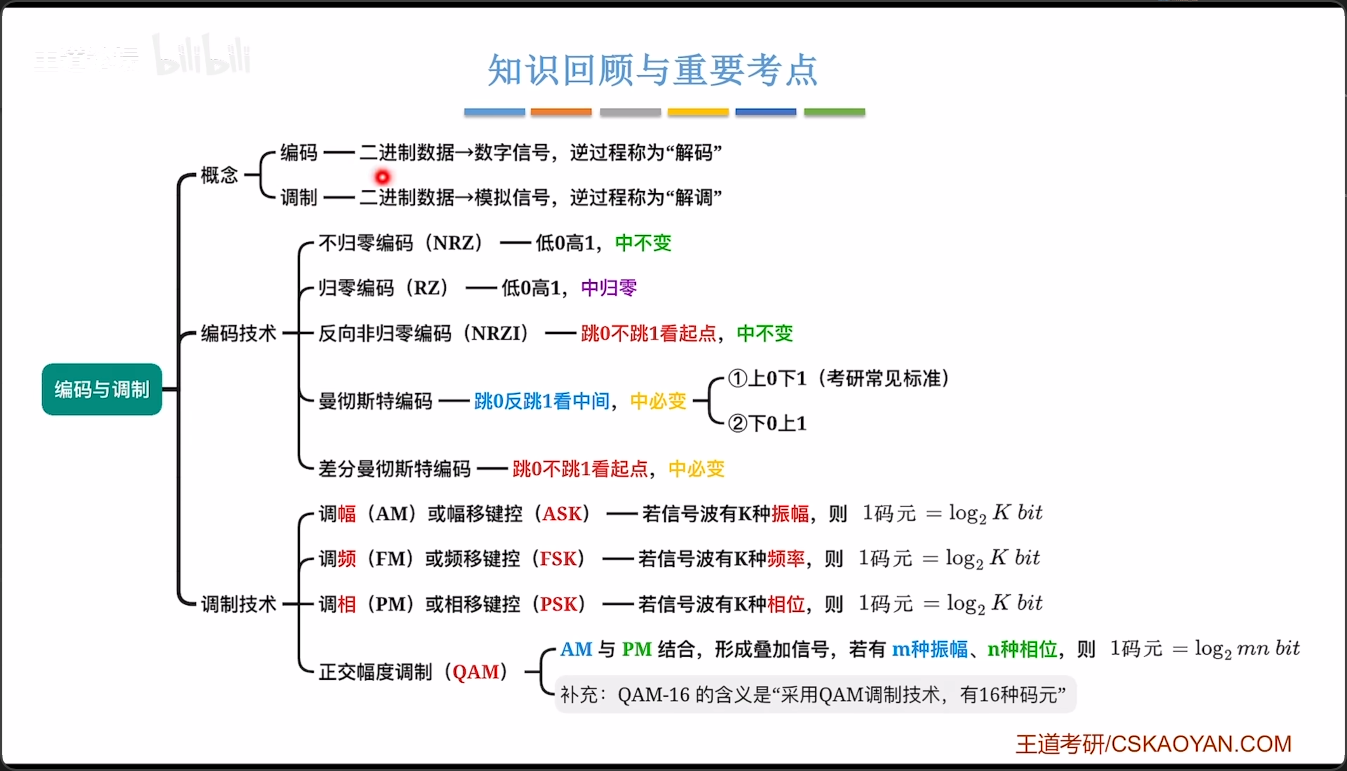 bilibili
知识回顾与重要考点
编码与调制
概念
编码
二进制数据→数字信号，逆过程称为“解码”
调制
二进制数据→模拟信号，逆过程称为“解调”
编码技术
不归零编码（NRZ）
低0高1，中不变
归零编码（RZ）
低0高1，中归零
反向非归零编码（NRZI）
跳0不跳1看起点，中不变
曼彻斯特编码
跳0反跳1看中间，中必变
①上0下1（考研常见标准）
②下0上1
差分曼彻斯特编码
跳0不跳1看起点，中必变
调制技术
调幅（AM）或幅移键控（ASK）
若信号波有K种振幅，则 1码元 = log₂ K bit
调频（FM）或频移键控（FSK）
若信号波有K种频率，则 1码元 = log₂ K bit
调相（PM）或相移键控（PSK）
若信号波有K种相位，则 1码元 = log₂ K bit
正交幅度调制（QAM）
AM 与 PM 结合，形成叠加信号，若有 m种振幅、n种相位，则 1码元 = log₂ mn bit
补充：QAM-16 的含义是“采用QAM调制技术，有16种码元”
王道考研/CSKAOYAN.COM